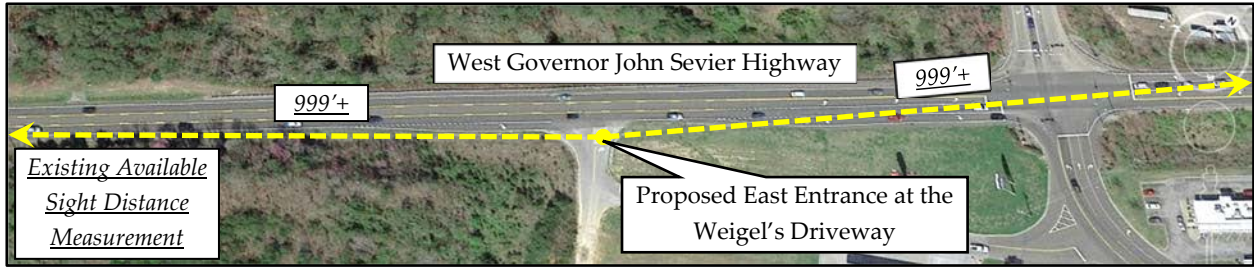 West Governor John Sevier Highway
999'+
999'+
Existing Available
Sight Distance
Measurement
Proposed East Entrance at the
Weigel's Driveway